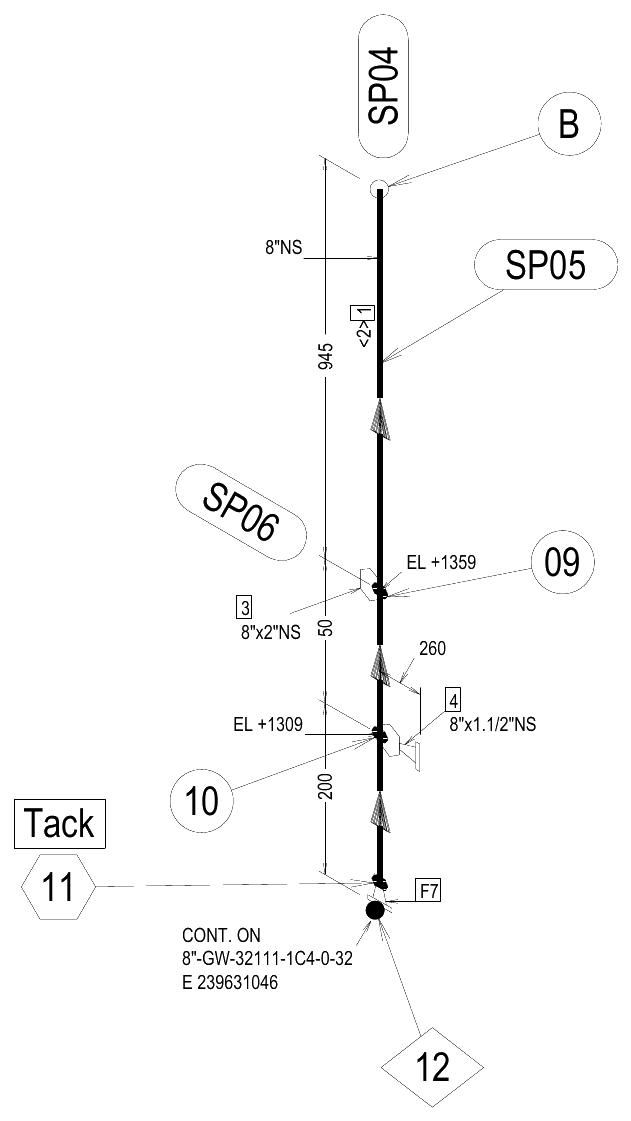 SP04
B
8"NS
SP05
<2> 1
945
SP06
EL +1359
09
3
8"x2"NS
50
260
4
8"x1.1/2"NS
EL +1309
10
200
Tack
11
F7
CONT. ON
8"-GW-32111-1C4-0-32
E 239631046
12